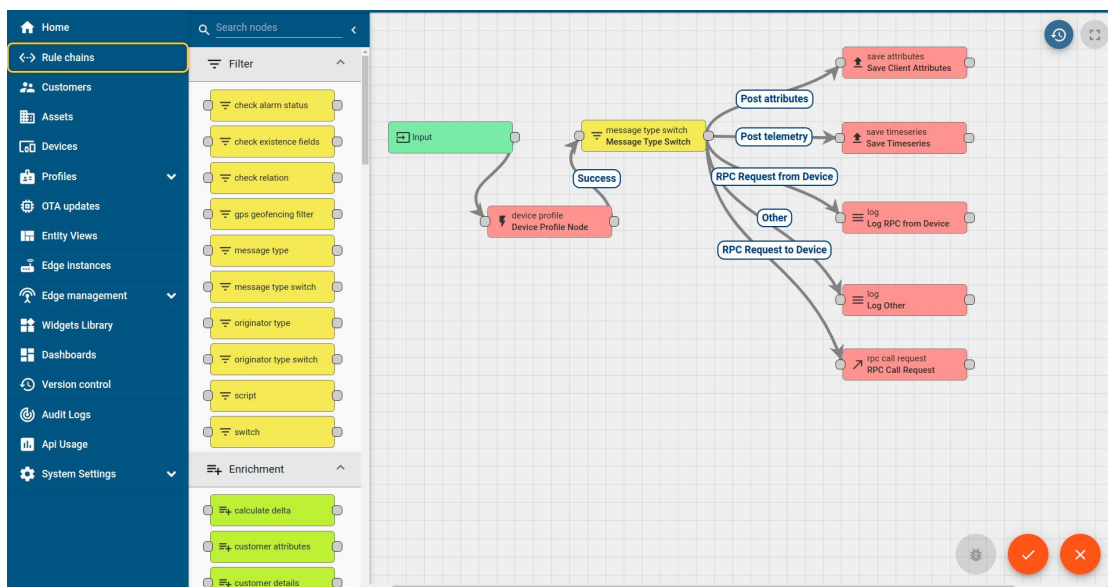 Home
Rule chains
Customers
Assets
Devices
Profiles
OTA updates
Entity Views
Edge instances
Edge management
Widgets Library
Dashboards
Version control
Audit Logs
Api Usage
System Settings
Search nodes
Filter
check alarm status
check existence fields
check relation
gps geofencing filter
message type
message type switch
originator type
originator type switch
script
switch
Enrichment
calculate delta
customer attributes
customer details
Input
device profile
Device Profile Node
Success
message type switch
Message Type Switch
Post attributes
Post telemetry
RPC Request from Device
Other
RPC Request to Device
save attributes
Save Client Attributes
save timeseries
Save Timeseries
log
Log RPC from Device
log
Log Other
rpc call request
RPC Call Request